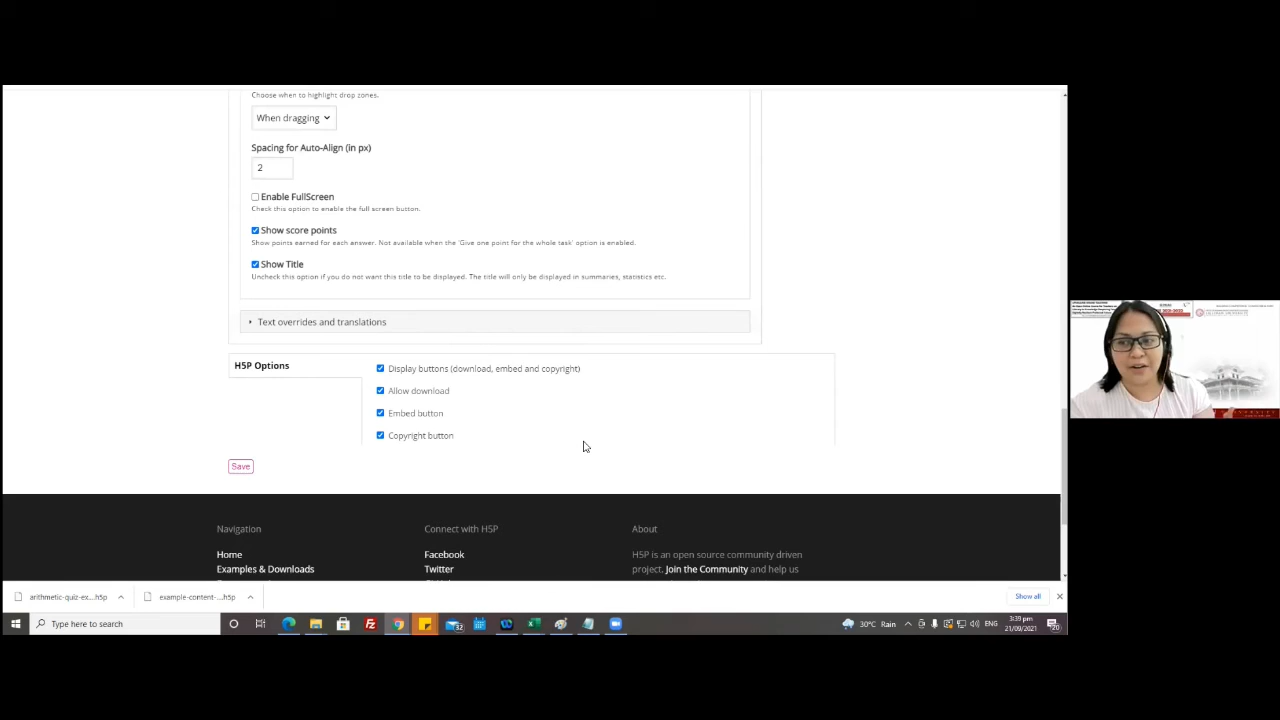 Choose when to highlight drop zones.
When dragging
Spacing for Auto-Align (in px)
2
Enable FullScreen
Check this option to enable the full screen button.
Show score points
Show points earned for each answer. Not available when the 'Give one point for the whole task' option is enabled.
Show Title
Uncheck this option if you do not want this title to be displayed. The title will only be displayed in summaries, statistics etc.
Text overrides and translations
H5P Options
Display buttons (download, embed and copyright)
Allow download
Embed button
Copyright button
Save
Navigation
Connect with H5P
About
Home
Facebook
H5P is an open source community driven
Examples & Downloads
Twitter
project. Join the Community and help us
arithmetic-quiz-ex....h5p
example-content-...h5p
Show all
Type here to search
32
30°C Rain
ENG
3:39 pm
21/09/2021
20